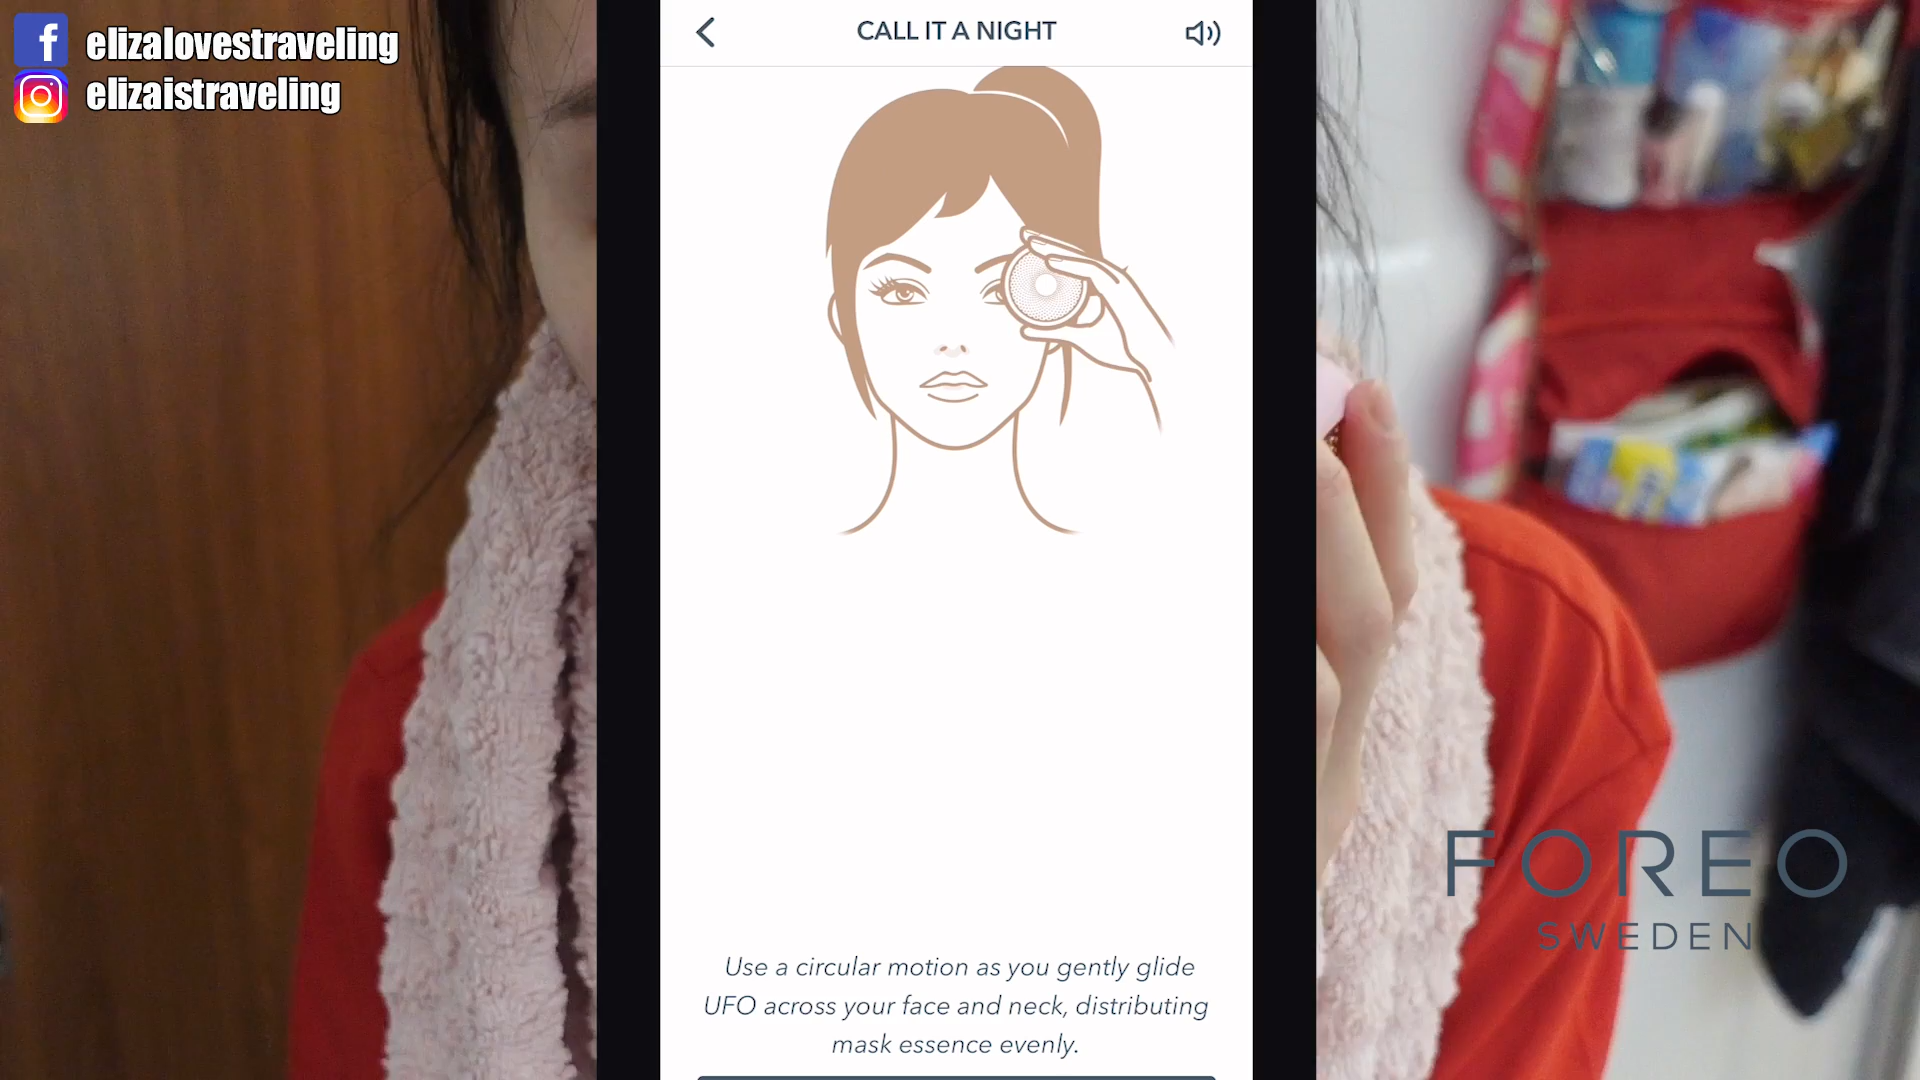 elizalovestraveling
elizaistraveling
CALL IT A NIGHT
Use a circular motion as you gently glide
UFO across your face and neck, distributing
mask essence evenly.
FOREO
SWEDEN